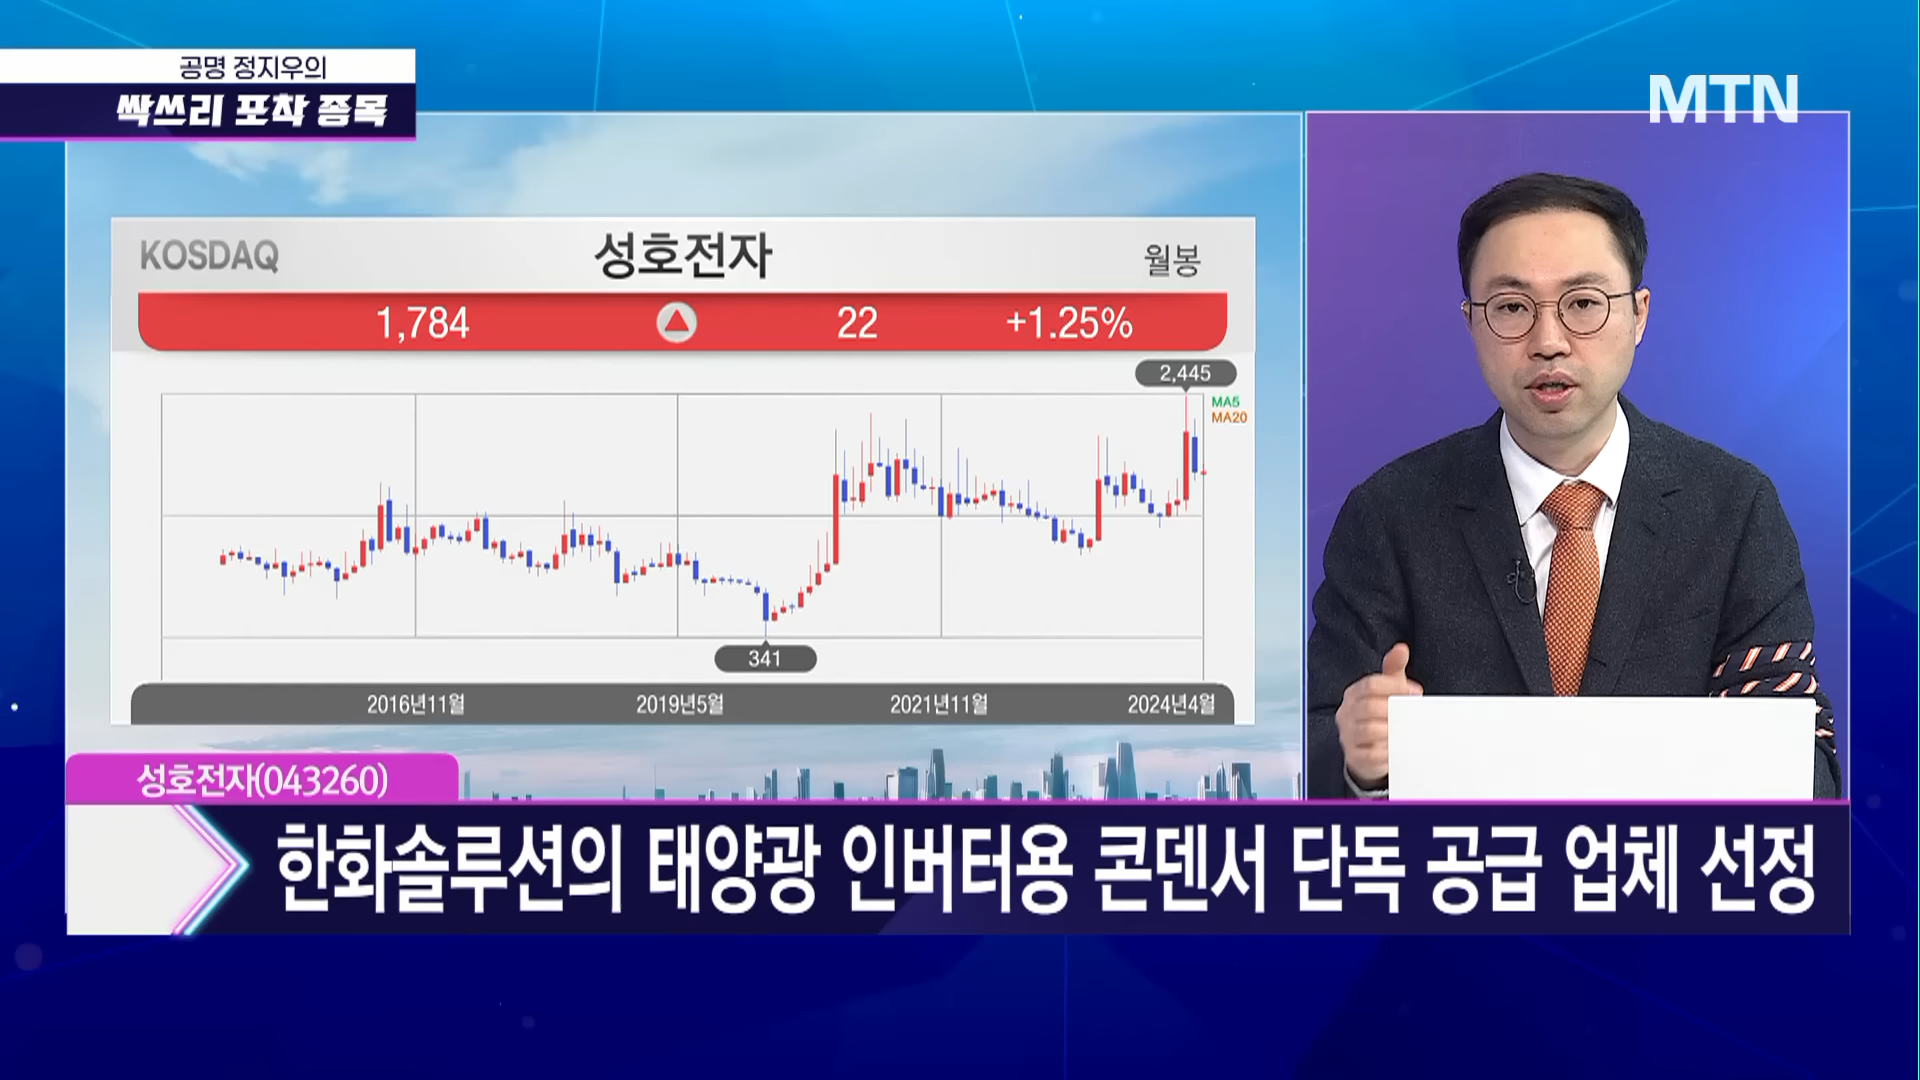 공명 정지우의
싹쓰리 포착 종목
MTN
KOSDAQ
성호전자
월봉
1,784
22
+1.25%
2,445
MA5
MA20
341
2016년11월
2019년5월
2021년11월
2024년4월
성호전자(043260)
한화솔루션의 태양광 인버터용 콘덴서 단독 공급 업체 선정